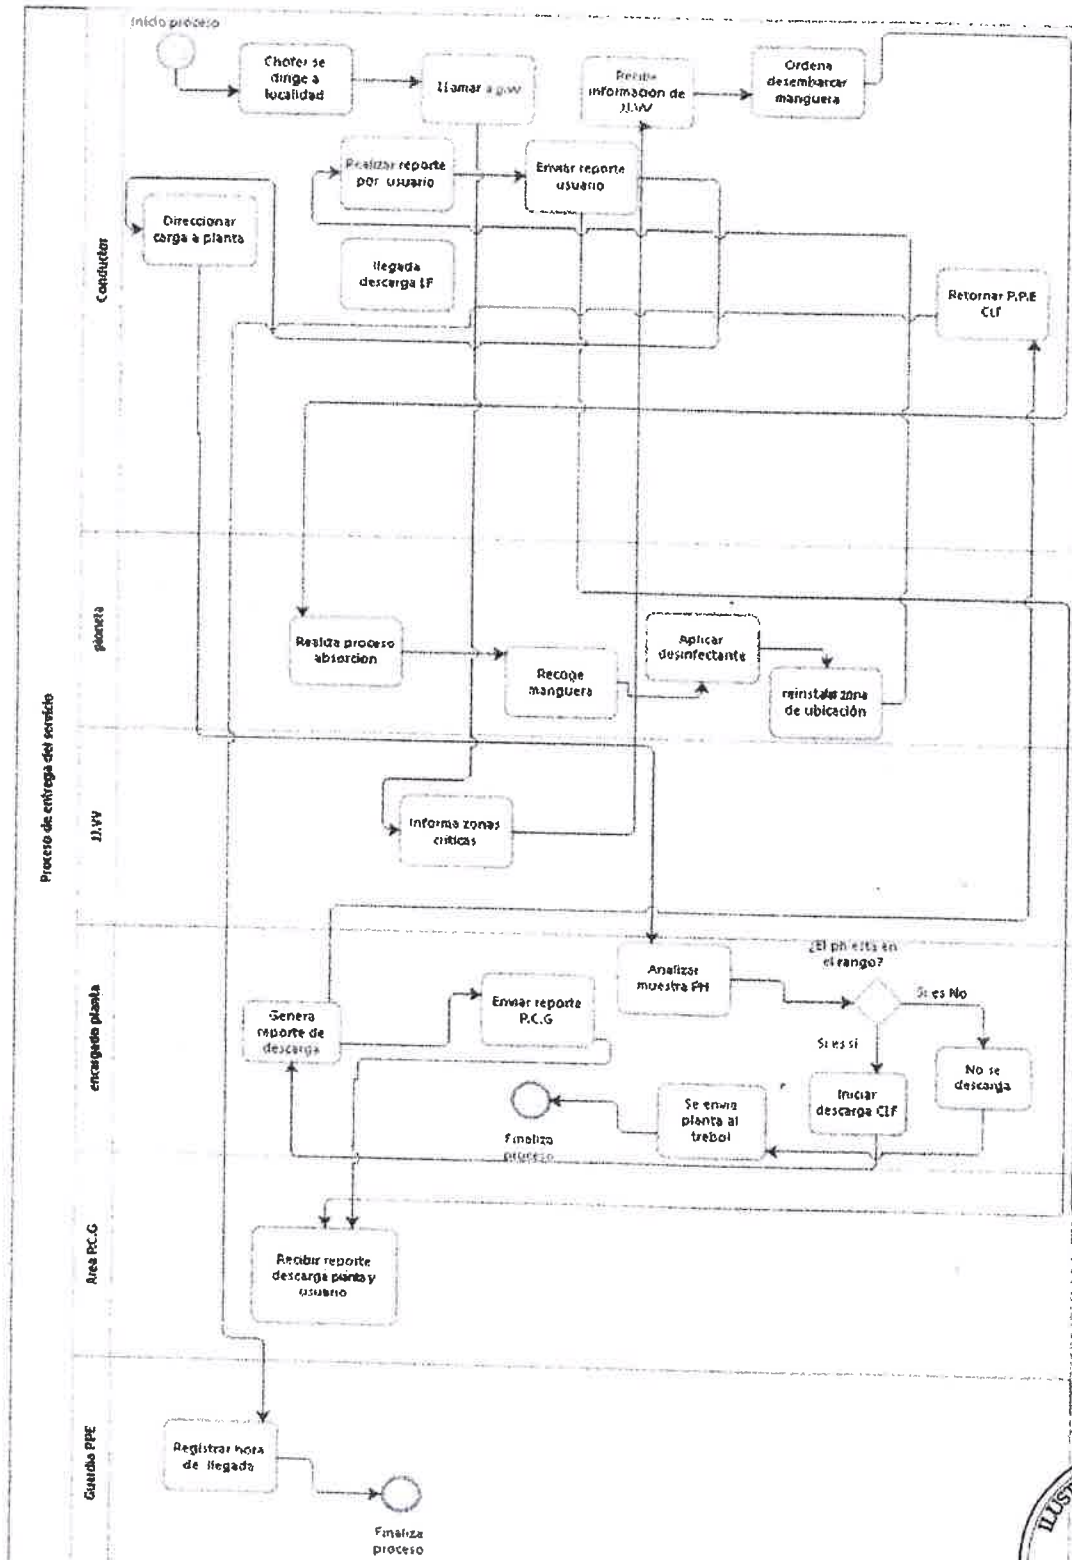 Inicio proceso
Chofer se
dirige a
localidad
Llamar a
Recibe
información de
JJ.VV
Ordena
desembarcar
manguera
Realizar reporte
por usuario
Enviar reporte
usuario
Direccionar
carga a planta
llegada
descarga
Retornar P.P.E
CLF
Conductor
Realiza proceso
absorcion
Recoge
manguera
Aplicar
desinfectante
reinstalar zona
de ubicación
pioneta
Proceso de entrega del servicio
Informa zonas
criticas
JJ.VV
Analizar
muestra PH
¿El ph esta en
el rango?
Si es No
Si es si
Genera
reporte de
descarga
Enviar reporte
P.C.G
No se
descarga
Iniciar
descarga CLF
Se envia
planta al
trebol
Finaliza
proceso
encargado planta
Recibir reporte
descarga planta y
usuario
Area P.C.G
Registrar hora
de llegada
Finaliza
proceso
Guardia PPE